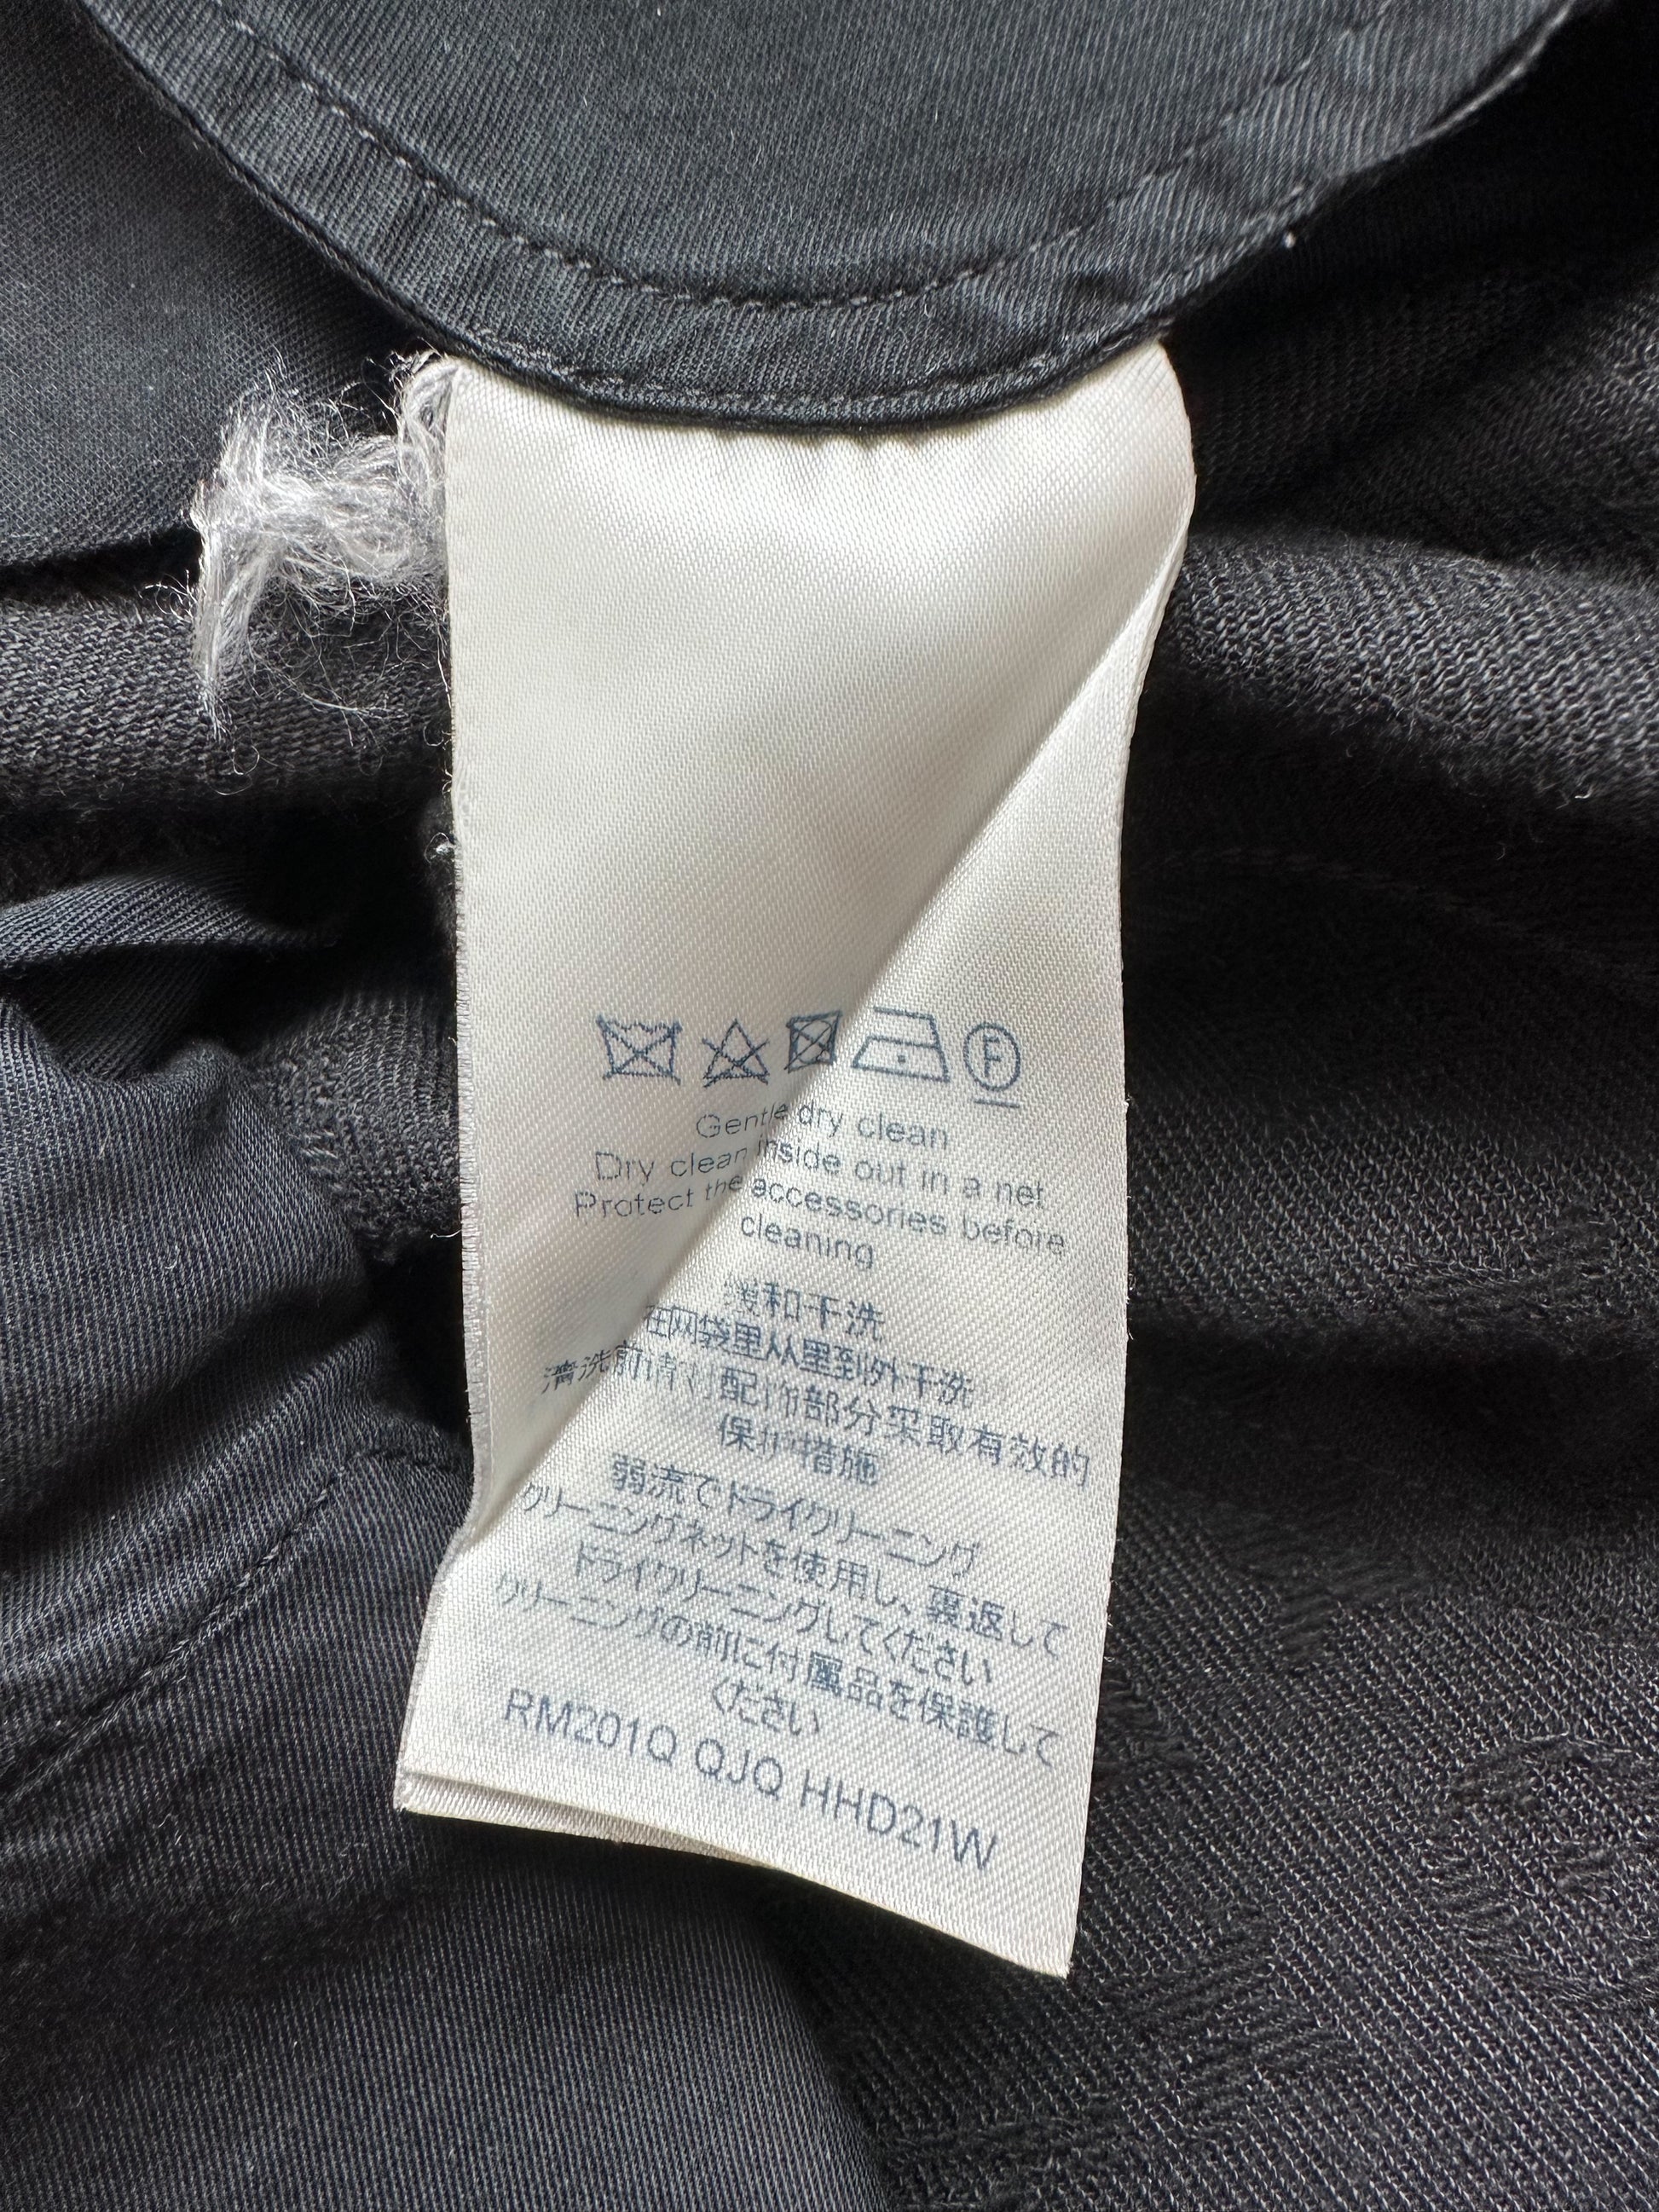 F
Gentle dry clean
Dry clean inside out in a net
Protect the accessories before
cleaning
缓和干洗
在网袋里从里到外干洗
清洗前请对配饰部分采取有效的
保护措施
弱流でドライクリーニング
クリーニングネットを使用し、裏返して
ドライクリーニングしてください
クリーニングの前に付属品を保護して
ください
RM201Q QJQ HHD21W